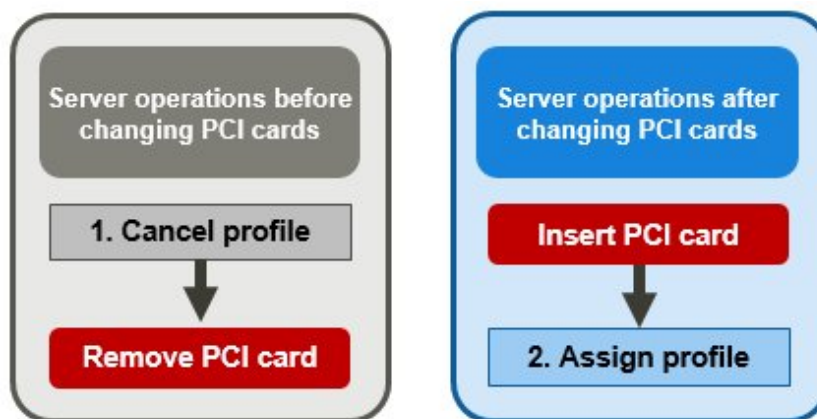 Server operations before
changing PCI cards
1. Cancel profile
Remove PCI card
Server operations after
changing PCI cards
Insert PCI card
2. Assign profile